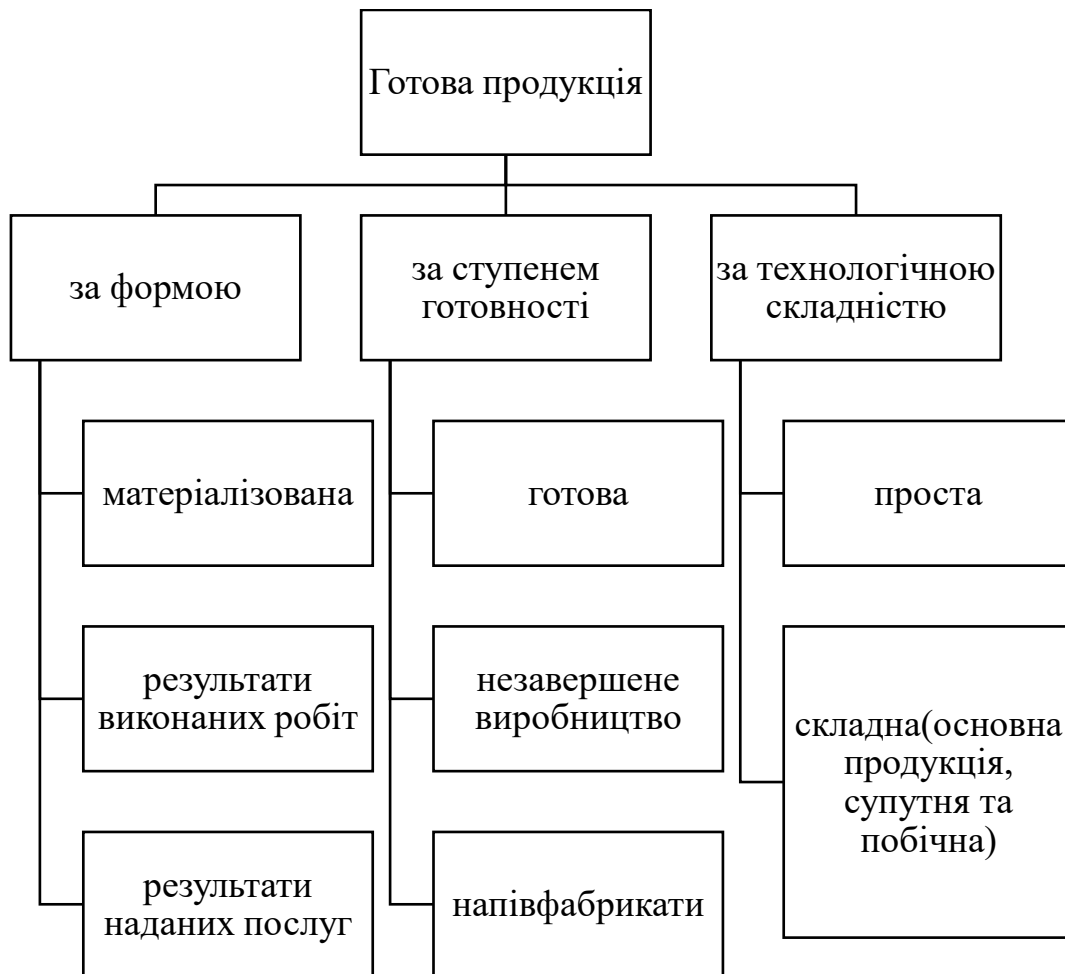 Готова продукція
за формою
за ступенем
готовності
за технологічною
складністю
матеріалізована
готова
проста
результати
виконаних робіт
незавершене
виробництво
складна(основна
продукція,
супутня та
побічна)
результати
наданих послуг
напівфабрикати